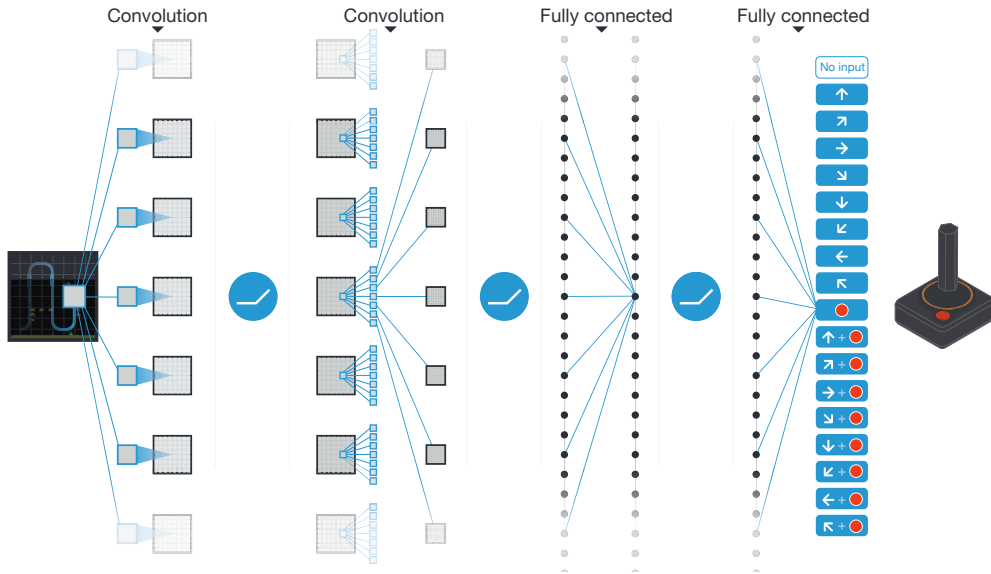 Convolution
Convolution
Fully connected
Fully connected
No input
+
+
+
+
+
+
+
+